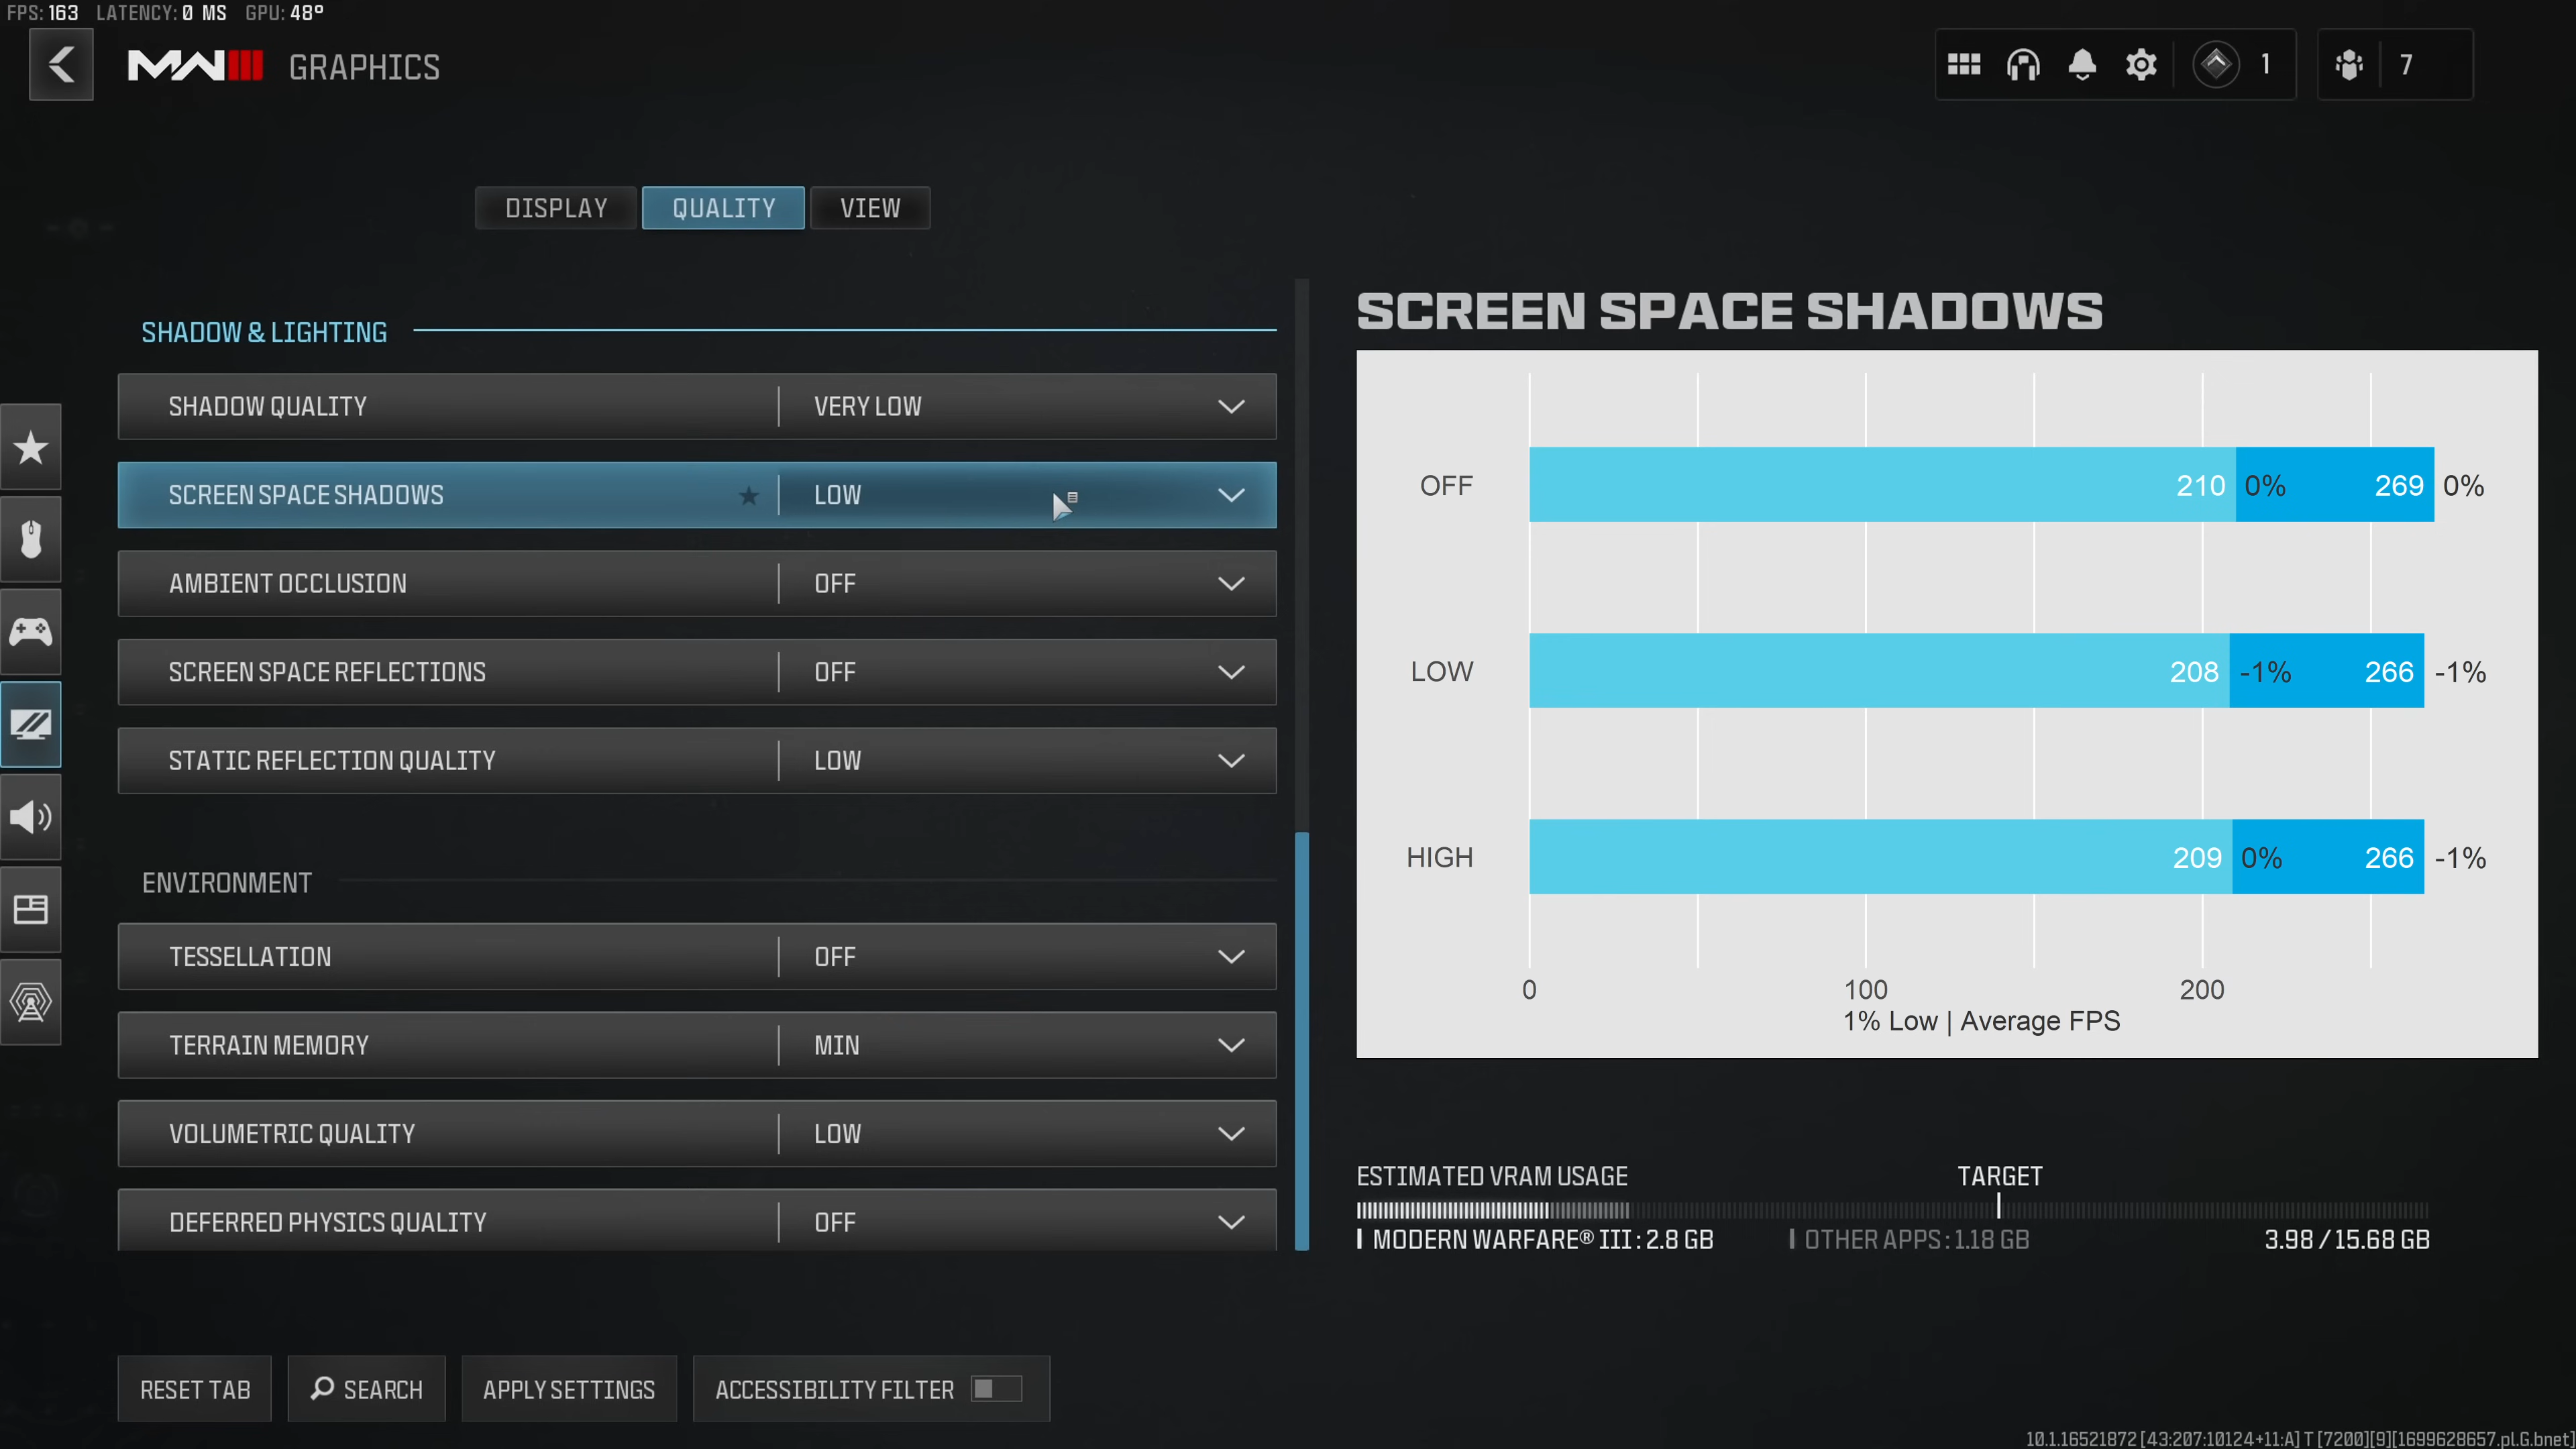 FPS: 163 LATENCY: 0 MS GPU: 48°
MWIII GRAPHICS
1
7
DISPLAY
QUALITY
VIEW
SHADOW & LIGHTING
SHADOW QUALITY VERY LOW
SCREEN SPACE SHADOWS LOW
AMBIENT OCCLUSION OFF
SCREEN SPACE REFLECTIONS OFF
STATIC REFLECTION QUALITY LOW
ENVIRONMENT
TESSELLATION OFF
TERRAIN MEMORY MIN
VOLUMETRIC QUALITY LOW
DEFERRED PHYSICS QUALITY OFF
SCREEN SPACE SHADOWS
OFF 210 0% 269 0%
LOW 208 -1% 266 -1%
HIGH 209 0% 266 -1%
0 100 200
1% Low | Average FPS
ESTIMATED VRAM USAGE TARGET
MODERN WARFARE® III : 2.8 GB OTHER APPS : 1.18 GB 3.98 / 15.68 GB
RESET TAB
SEARCH
APPLY SETTINGS
ACCESSIBILITY FILTER
10.1.16521872 [43:207:10124+11:A] T [7200][9][1699628657.pl.G.bnet]